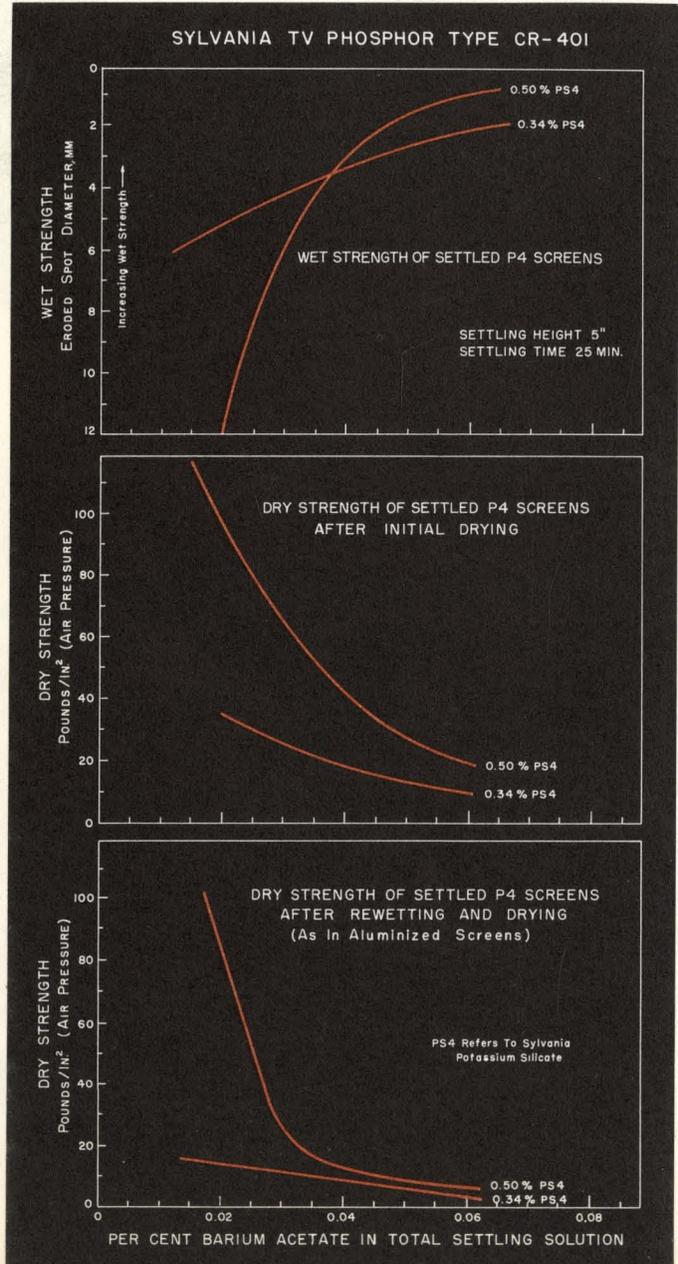 SYLVANIA TV PHOSPHOR TYPE CR-401
0
2
4
6
8
10
12
WET STRENGTH
ERODED SPOT DIAMETER, MM
Increasing Wet Strength →
0.50% PS4
0.34% PS4
WET STRENGTH OF SETTLED P4 SCREENS
SETTLING HEIGHT 5"
SETTLING TIME 25 MIN.
100
80
60
40
20
0
DRY STRENGTH
POUNDS/IN.² (AIR PRESSURE)
DRY STRENGTH OF SETTLED P4 SCREENS
AFTER INITIAL DRYING
0.50% PS4
0.34% PS4
100
80
60
40
20
0
DRY STRENGTH
POUNDS/IN.² (AIR PRESSURE)
DRY STRENGTH OF SETTLED P4 SCREENS
AFTER REWETTING AND DRYING
(As In Aluminized Screens)
PS4 Refers To Sylvania
Potassium Silicate
0.50% PS4
0.34% PS4
0 0.02 0.04 0.06 0.08
PER CENT BARIUM ACETATE IN TOTAL SETTLING SOLUTION